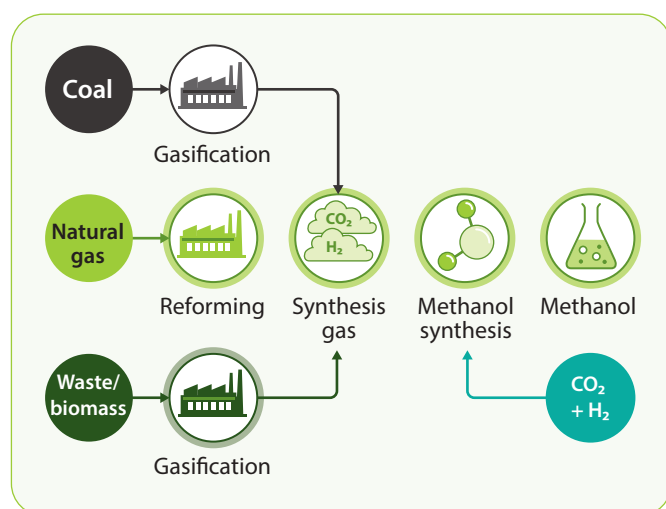 Coal
Gasification
Natural
gas
Reforming
CO₂
H₂
Synthesis
gas
Methanol
synthesis
Methanol
Waste/
biomass
Gasification
CO₂
+ H₂